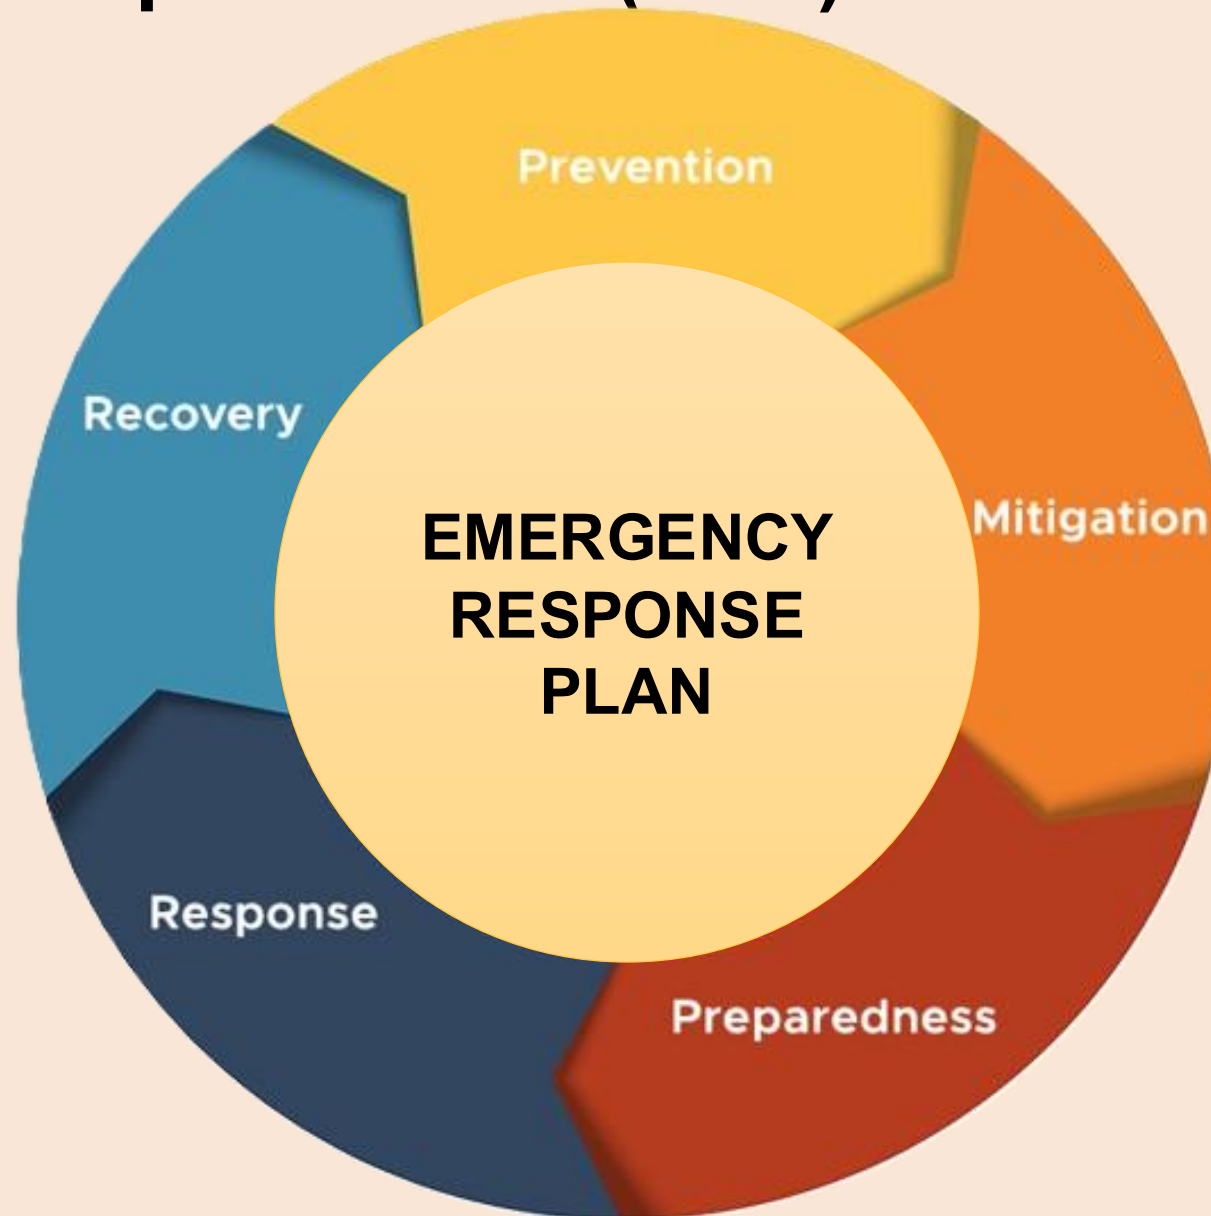 Prevention
Recovery
Mitigation
EMERGENCY
RESPONSE
PLAN
Response
Preparedness